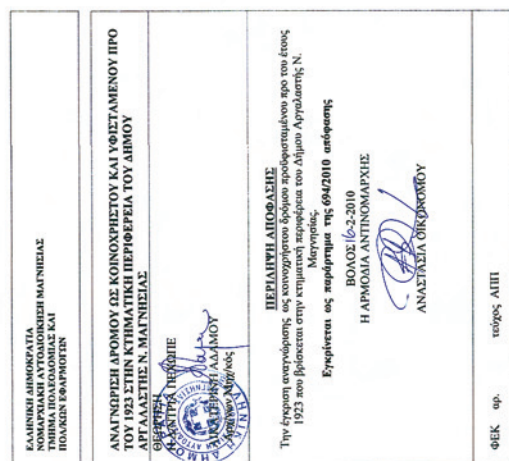 ΕΛΛΗΝΙΚΗ ΔΗΜΟΚΡΑΤΙΑ
ΝΟΜΑΡΧΙΑΚΗ ΑΥΤΟΔΙΟΙΚΗΣΗ ΜΑΓΝΗΣΙΑΣ
ΤΜΗΜΑ ΠΟΛΕΟΔΟΜΙΑΣ ΚΑΙ
ΠΟΛ/ΚΩΝ ΕΦΑΡΜΟΓΩΝ
ΑΝΑΓΝΩΡΙΣΗ ΔΡΟΜΟΥ ΩΣ ΚΟΙΝΟΧΡΗΣΤΟΥ ΚΑΙ ΥΦΙΣΤΑΜΕΝΟΥ ΠΡΟ
ΤΟΥ 1923 ΣΤΗΝ ΚΤΗΜΑΤΙΚΗ ΠΕΡΙΦΕΡΕΙΑ ΤΟΥ ΔΗΜΟΥ
ΑΡΓΑΛΑΣΤΗΣ Ν. ΜΑΓΝΗΣΙΑΣ
ΘΕΩΡΗΣΗ
ΑΙΚΑΤΕΡΙΝΗ ΑΔΑΜΟΥ
ΠΕΡΙΛΗΨΗ ΑΠΟΦΑΣΗΣ
Την έγκριση αναγνώρισης ως κοινοχρήστου δρόμου προϋφισταμένου προ του έτους
1923 που βρίσκεται στην κτηματική περιφέρεια του Δήμου Αργαλαστής Ν.
Μαγνησίας.
Εγκρίνεται ως παράρτημα της 694/2010 απόφασης
ΒΟΛΟΣ 16-2-2010
Η ΑΡΜΟΔΙΑ ΑΝΤΙΝΟΜΑΡΧΗΣ
ΑΝΑΣΤΑΣΙΑ ΟΙΚΟΝΟΜΟΥ
ΦΕΚ αρ. τεύχος ΑΠΠ